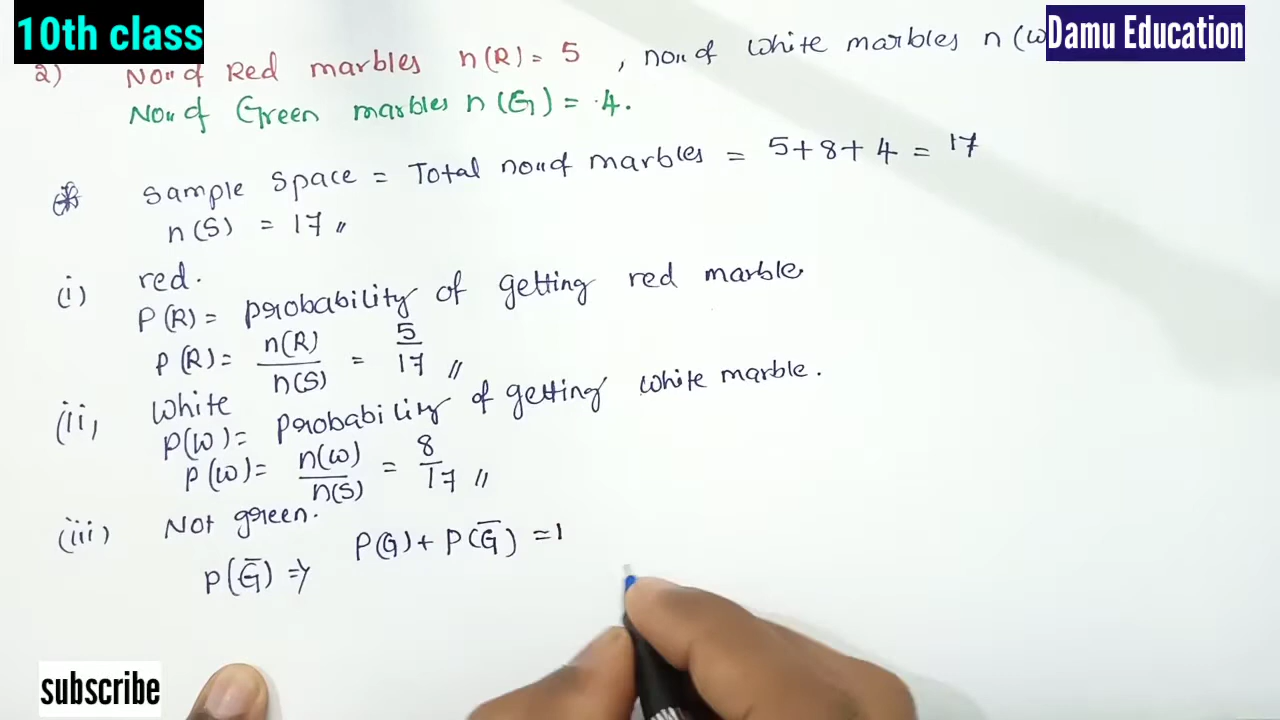 10th class
Damu Education
2) No.. of Red marbles n(R) = 5 , no.. of White marbles n (W
No.. of Green marbles n (G) = 4.
Sample Space = Total no.. of marbles = 5+8+4 = 17
n(S) = 17 〃
(i) red.
P(R) = probability of getting red marble
P(R) = n(R)/n(S) = 5/17 〃
(ii) White
P(W) = probability of getting white marble.
P(W) = n(W)/n(S) = 8/17 〃
(iii) Not green.
P(G̅) => P(G) + P(G̅) = 1
subscribe